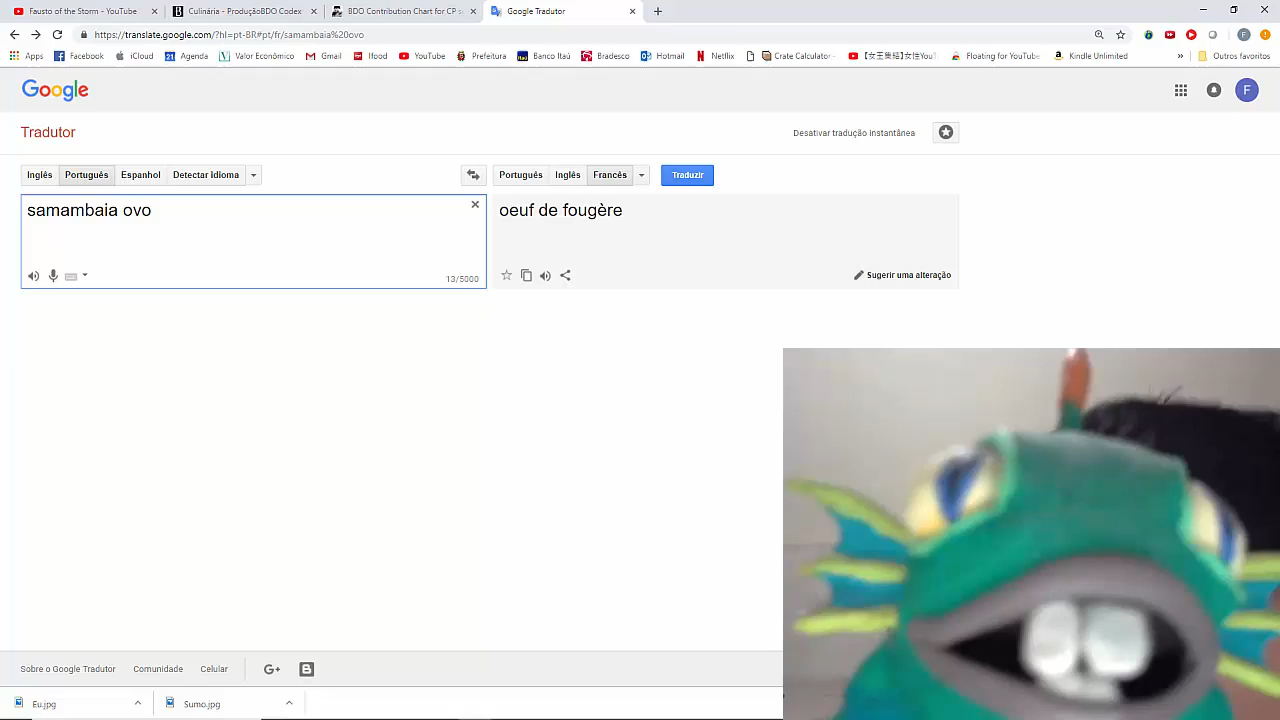 Fausto of the Storm - YouTube
Culinária - ProduçãoBDO Codex
BDO Contribution Chart for CP s
Google Tradutor
https://translate.google.com/?hl=pt-BR#pt/fr/samambaia%20ovo
F
Apps
Facebook
iCloud
21 Agenda
Valor Econômico
Gmail
Ifood
YouTube
Prefeitura
Banco Itaú
Bradesco
Hotmail
Netflix
Crate Calculator -
Floating for YouTube
Kindle Unlimited
»
Outros favoritos
Google
F
Tradutor
Desativar tradução instantânea
Inglês Português Espanhol Detectar idioma
Português Inglês Francês
Traduzir
samambaia ovo
oeuf de fougère
13/5000
Sugerir uma alteração
Sobre o Google Tradutor Comunidade Celular G+
Eu.jpg
Sumo.jpg